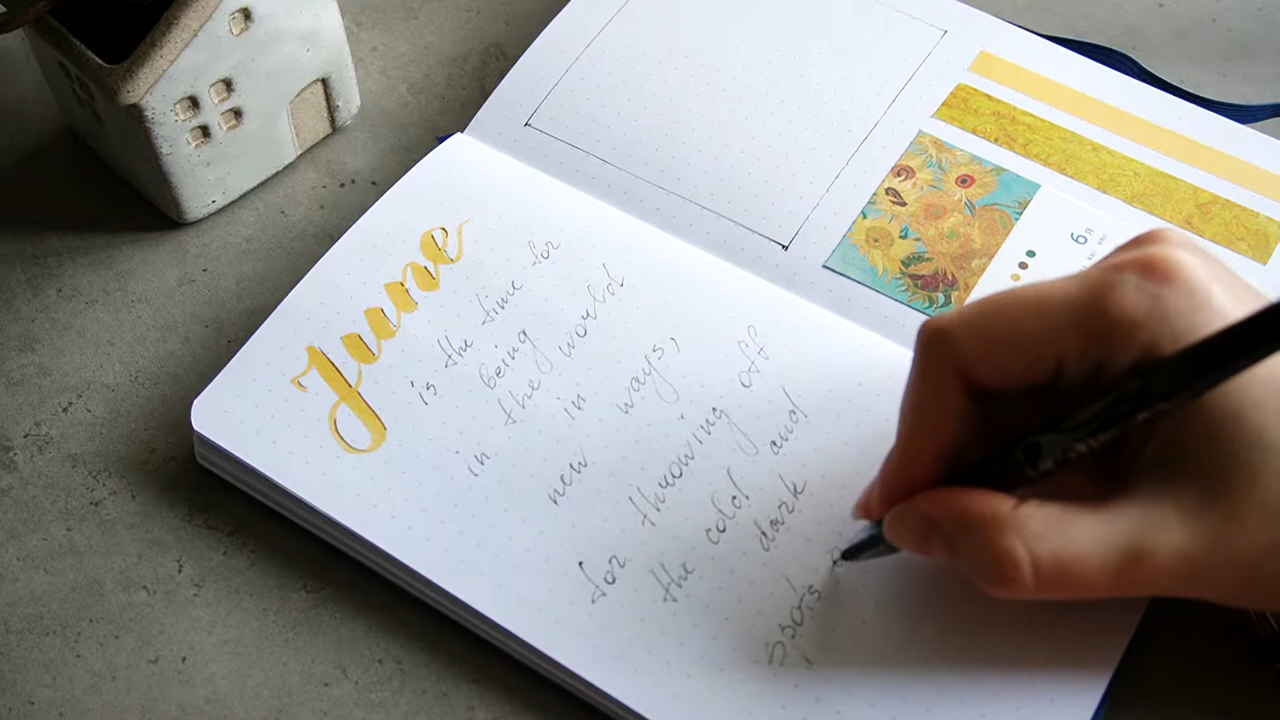 June
is the time for
being
in the world
in
new ways,
for throwing off
the cold and
dark
spots
6月